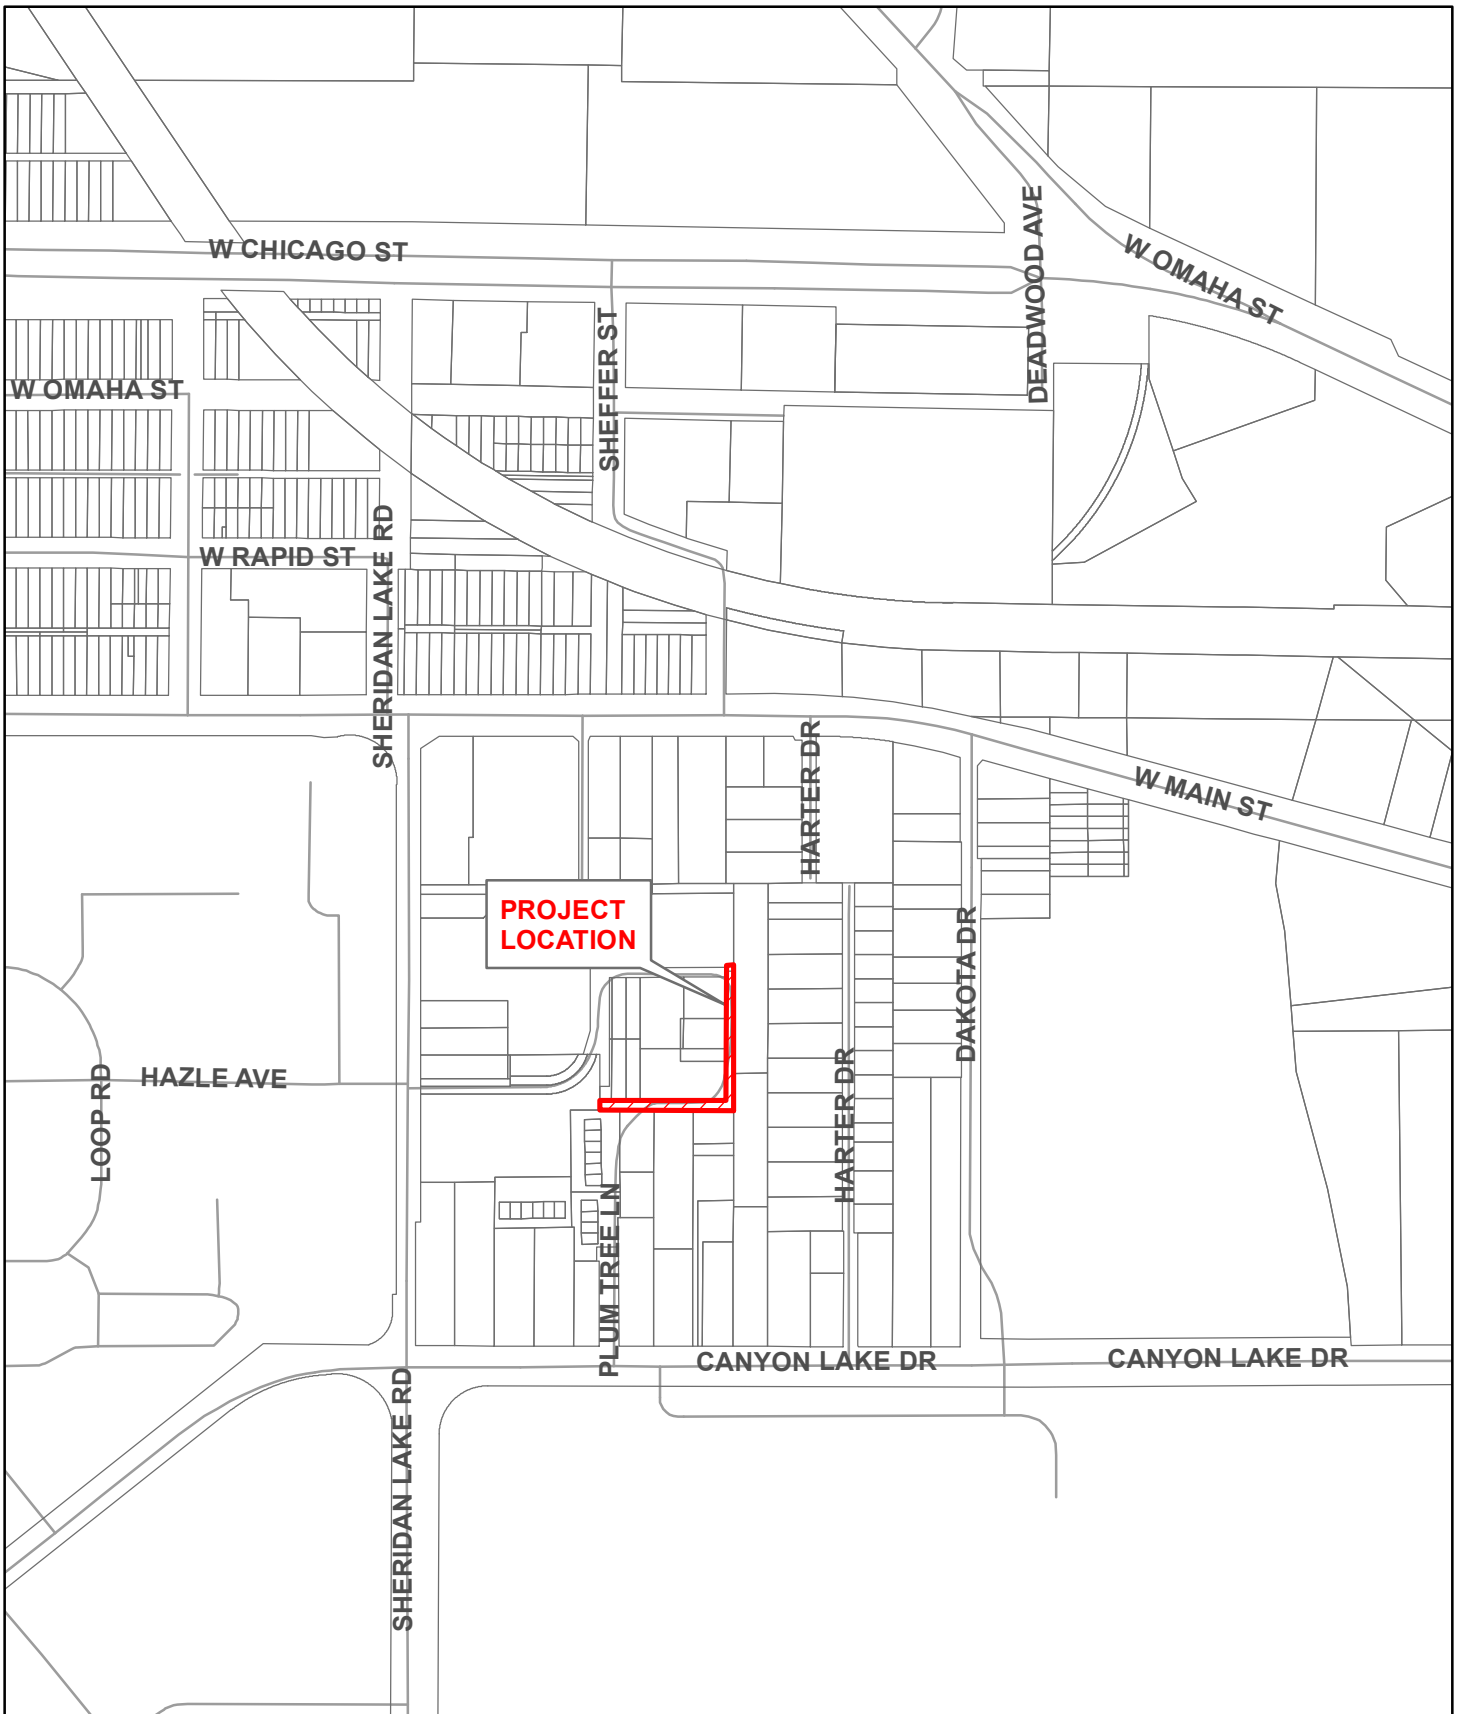 W CHICAGO ST
DEADWOOD AVE
W OMAHA ST
SHEFFER ST
W OMAHA ST
SHERIDAN LAKE RD
W RAPID ST
HARTER DR
W MAIN ST
PROJECT
LOCATION
DAKOTA DR
LOOP RD
HAZLE AVE
HARTER DR
PLUM TREE LN
CANYON LAKE DR
CANYON LAKE DR
SHERIDAN LAKE RD